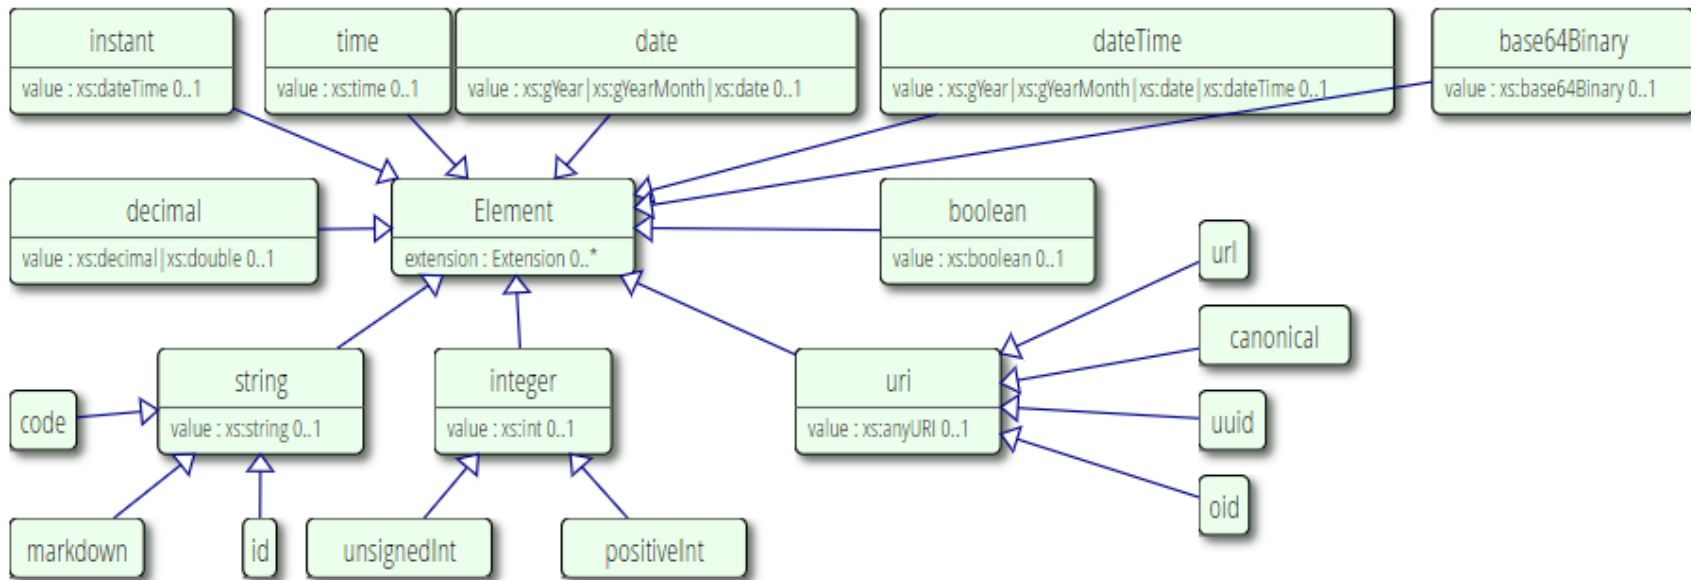 instant
value : xs:dateTime 0..1
time
value : xs:time 0..1
date
value : xs:gYear|xs:gYearMonth|xs:date 0..1
dateTime
value : xs:gYear|xs:gYearMonth|xs:date|xs:dateTime 0..1
base64Binary
value : xs:base64Binary 0..1
decimal
value : xs:decimal|xs:double 0..1
Element
extension : Extension 0..*
boolean
value : xs:boolean 0..1
url
canonical
string
value : xs:string 0..1
integer
value : xs:int 0..1
uri
value : xs:anyURI 0..1
code
uuid
oid
markdown
id
unsignedInt
positiveInt